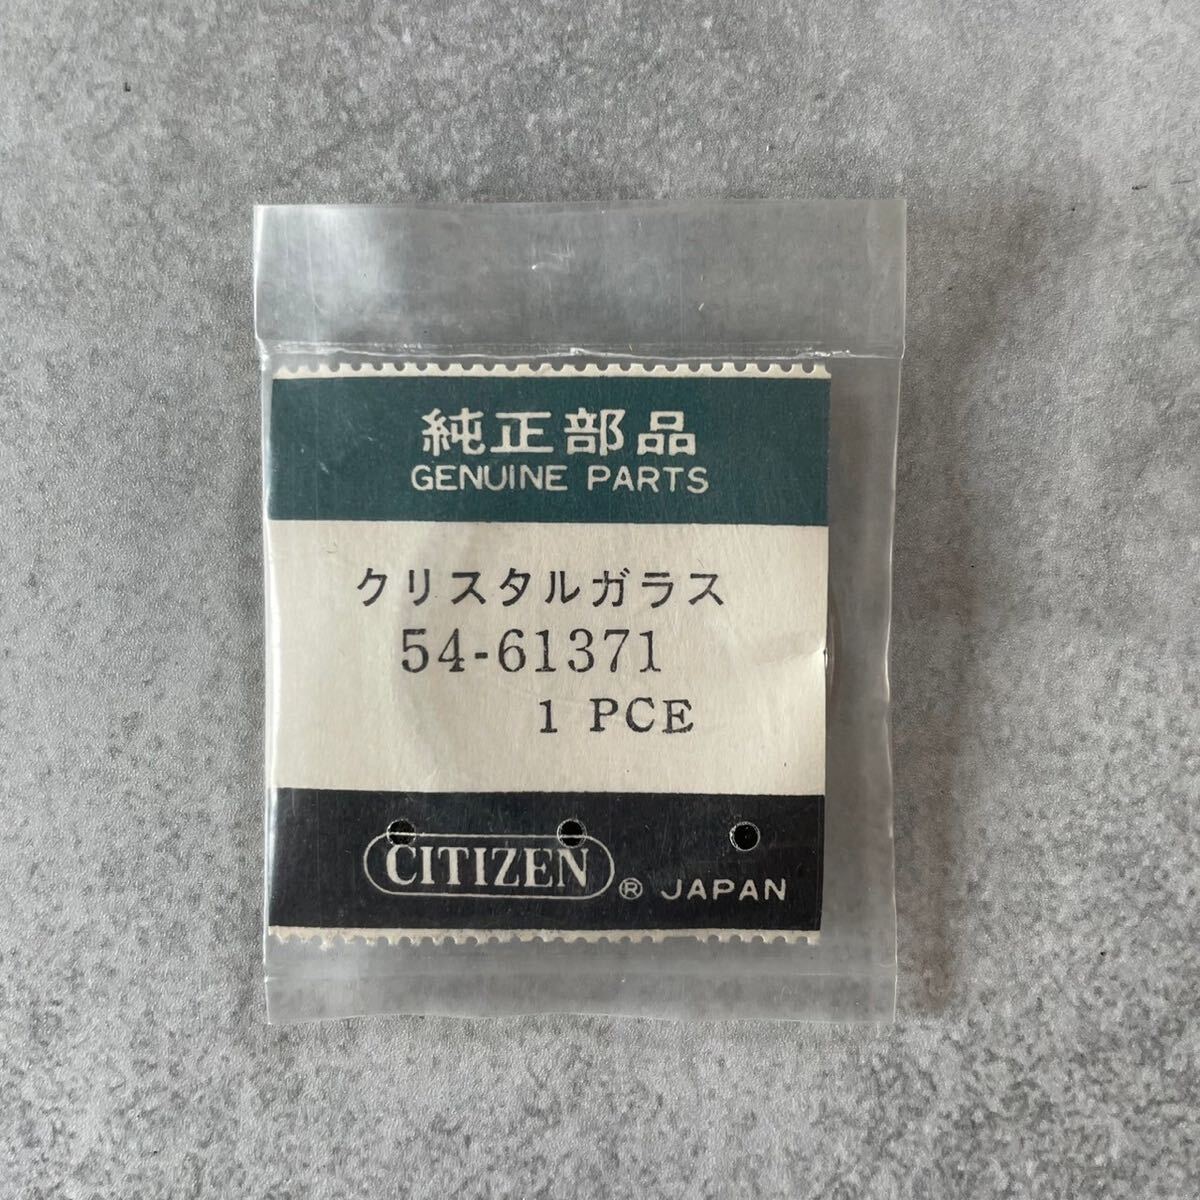 純正部品
GENUINE PARTS
クリスタルガラス
54-61371
1 PCE
CITIZEN ® JAPAN